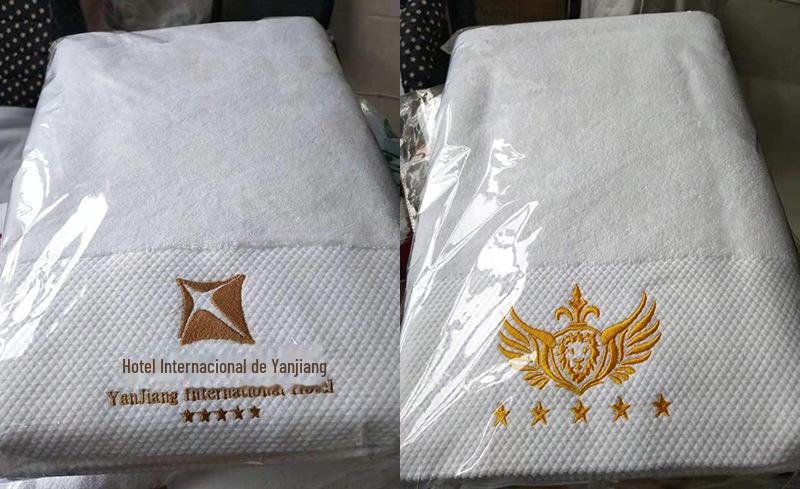 Hotel Internacional de Yanjiang
YanJiang International Hotel